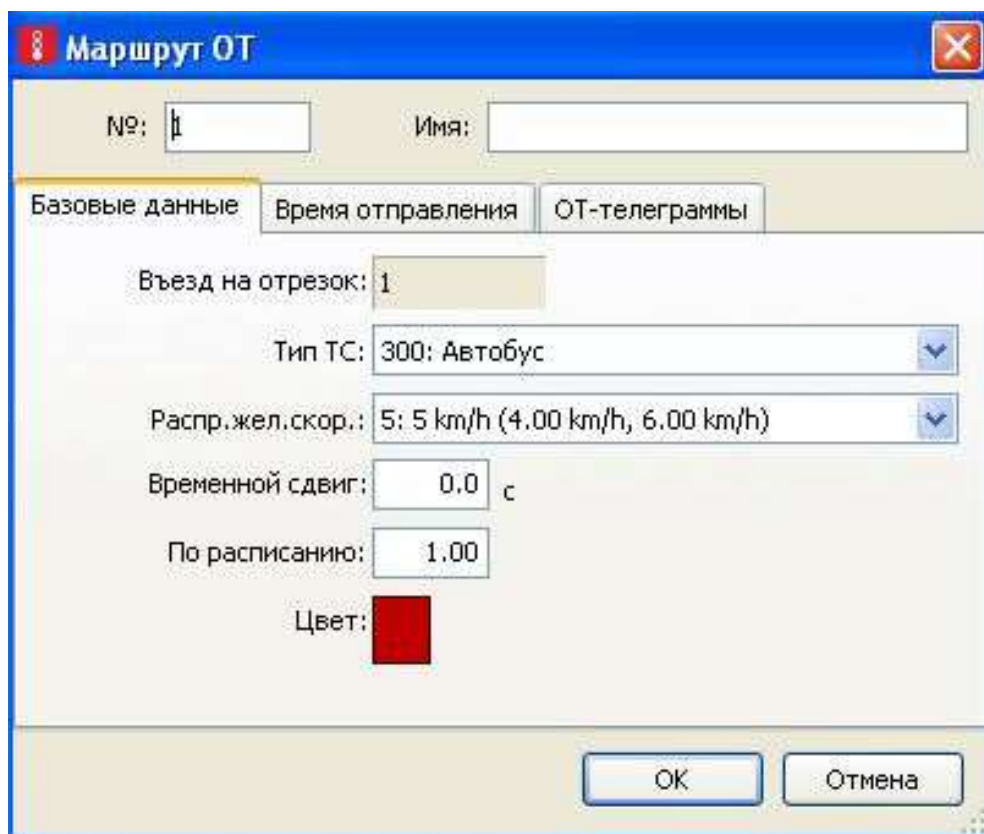 Маршрут ОТ
№: 1 Имя:
Базовые данные Время отправления ОТ-телеграммы
Въезд на отрезок: 1
Тип ТС: 300: Автобус
Распр.жел.скор.: 5: 5 km/h (4.00 km/h, 6.00 km/h)
Временной сдвиг: 0.0 с
По расписанию: 1.00
Цвет:
OK Отмена